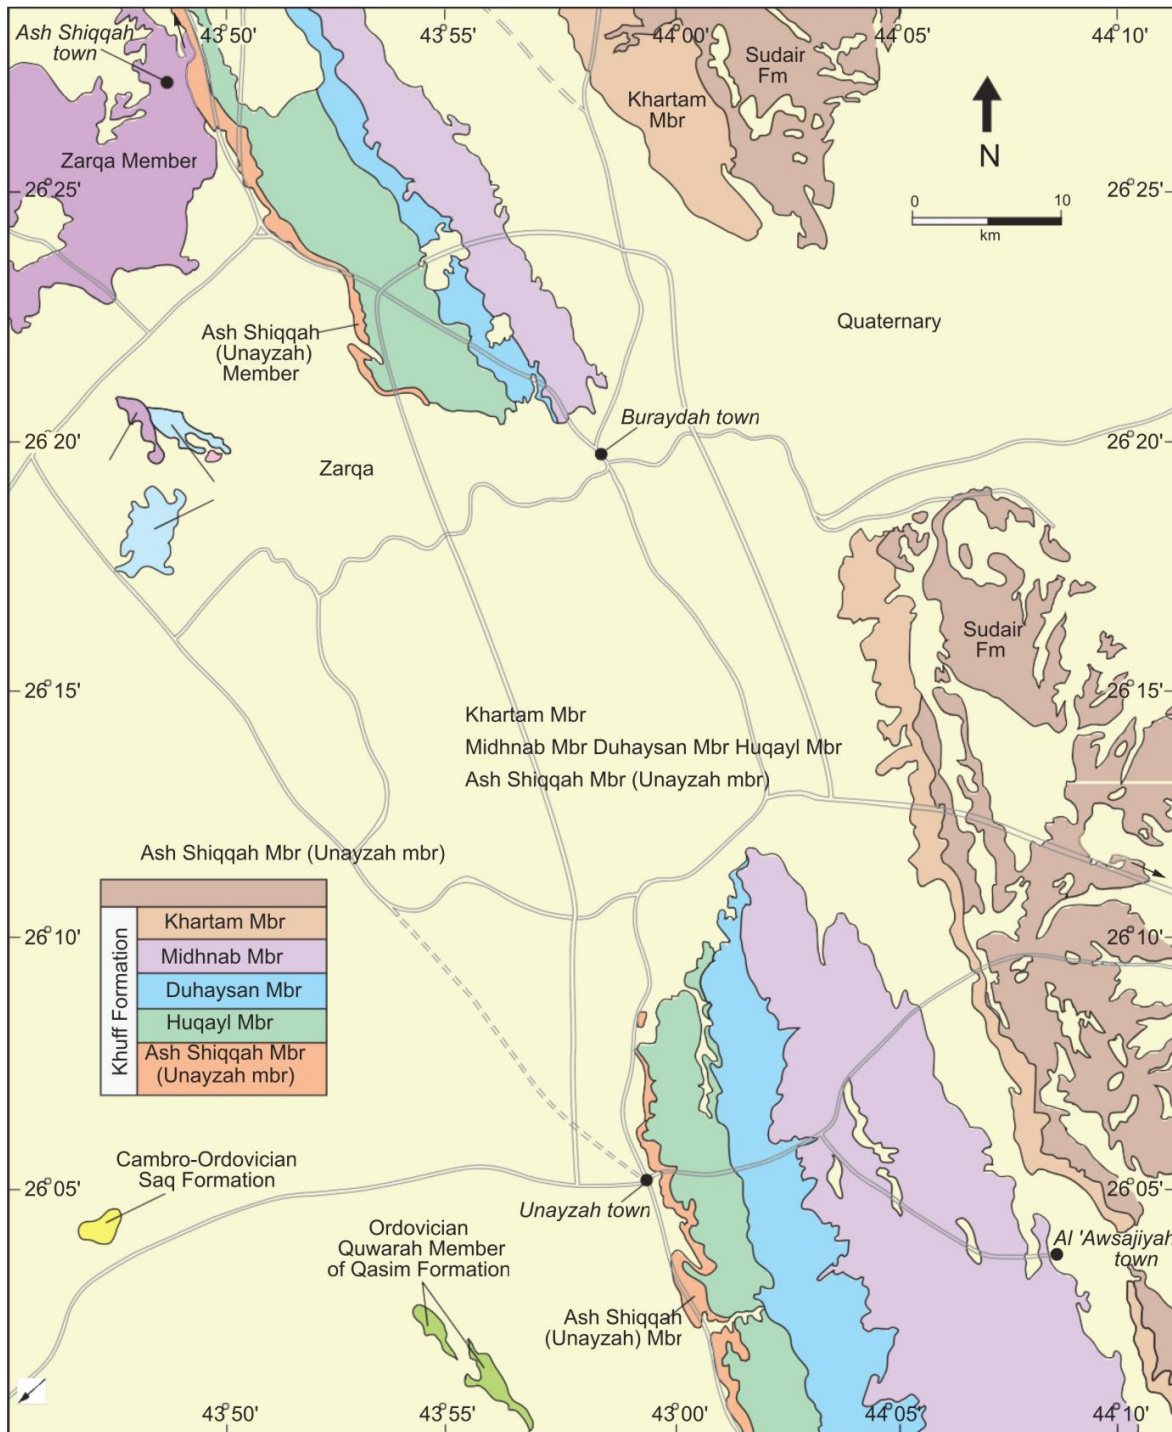 Ash Shiqqah
town
43°50'
43°55'
44°00'
44°05'
44°10'
Sudair
Fm
Khartam
Mbr
N
Zarqa Member
26°25'
26°25'
0
10
km
Ash Shiqqah
(Unayzah)
Member
Quaternary
Buraydah town
26°20'
26°20'
Zarqa
Sudair
Fm
26°15'
26°15'
Khartam Mbr
Midhnab Mbr Duhaysan Mbr Huqayl Mbr
Ash Shiqqah Mbr (Unayzah mbr)
Ash Shiqqah Mbr (Unayzah mbr)
Khuff Formation
Khartam Mbr
Midhnab Mbr
Duhaysan Mbr
Huqayl Mbr
Ash Shiqqah Mbr
(Unayzah mbr)
26°10'
26°10'
Cambro-Ordovician
Saq Formation
26°05'
26°05'
Unayzah town
Ordovician
Quwarah Member
of Qasim Formation
Al 'Awsajiyah
town
Ash Shiqqah
(Unayzah) Mbr
43°50'
43°55'
43°00'
44°05'
44°10'